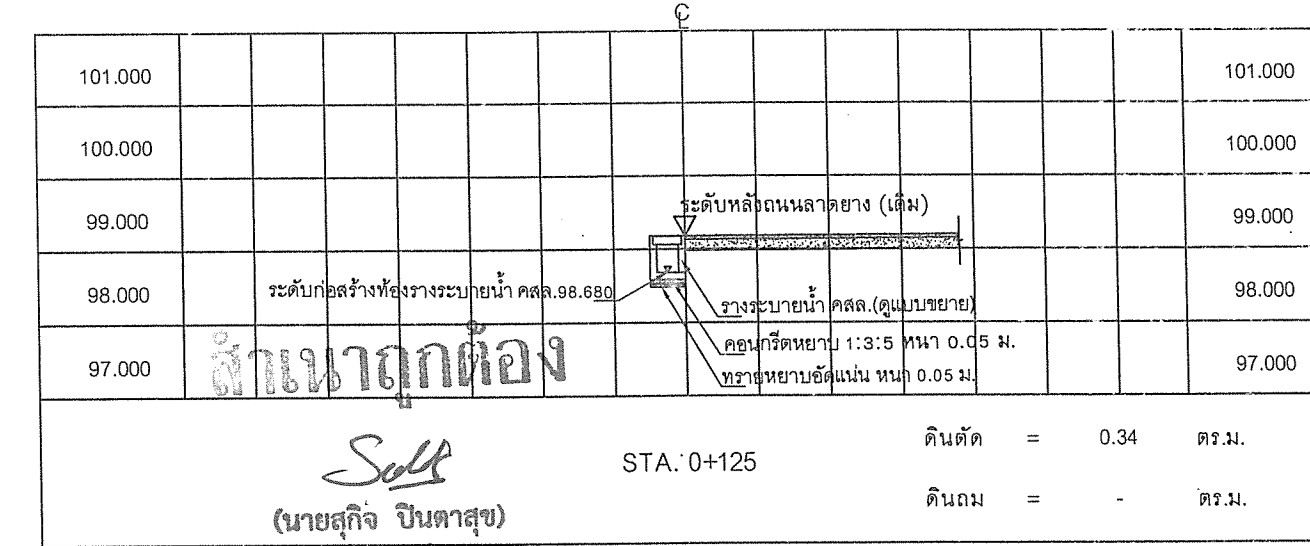 ℄
101.000 101.000
100.000 100.000
ระดับหลังถนนลาดยาง (เดิม)
99.000 99.000
ระดับก่อสร้างท้องรางระบายน้ำ คสล.98.680
98.000 98.000
รางระบายน้ำ คสล.(ดูแบบขยาย)
คอนกรีตหยาบ 1:3:5 หนา 0.05 ม.
97.000 97.000
ทรายหยาบอัดแน่น หนา 0.05 ม.
สำเนาถูกต้อง
ดินตัด = 0.34 ตร.ม.
STA. 0+125
ดินถม = - ตร.ม.
(นายสุกิจ ปินตาสุข)